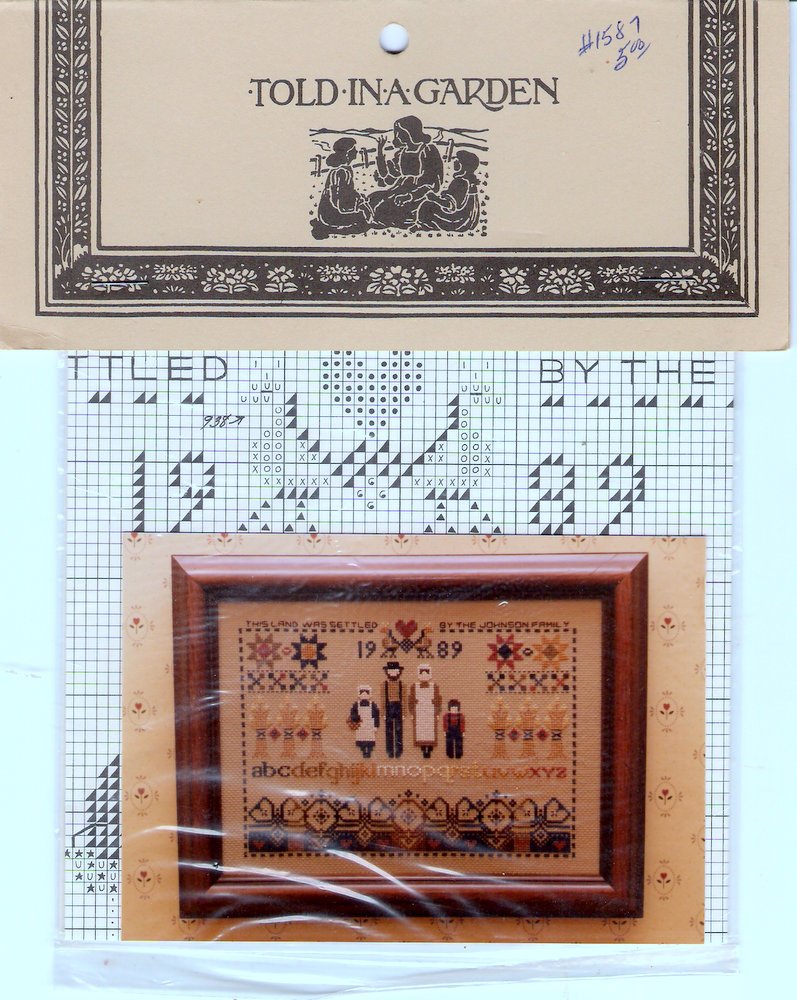 #1587
5.00
·TOLD·IN·A·GARDEN
TTLED BY THE
938
19 89
THIS LAND WAS SETTLED BY THE JOHNSON FAMILY
19 89
abcdefghijklmnopqrstuvwxyz